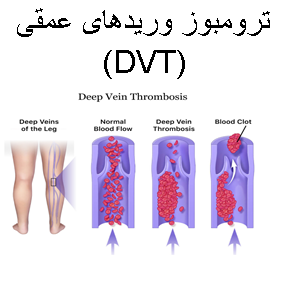 ترومبوز وریدهای عمقی
(DVT)
Deep Vein Thrombosis
Deep Veins
of the Leg
Normal
Blood Flow
Deep Vein
Thrombosis
Blood Clot